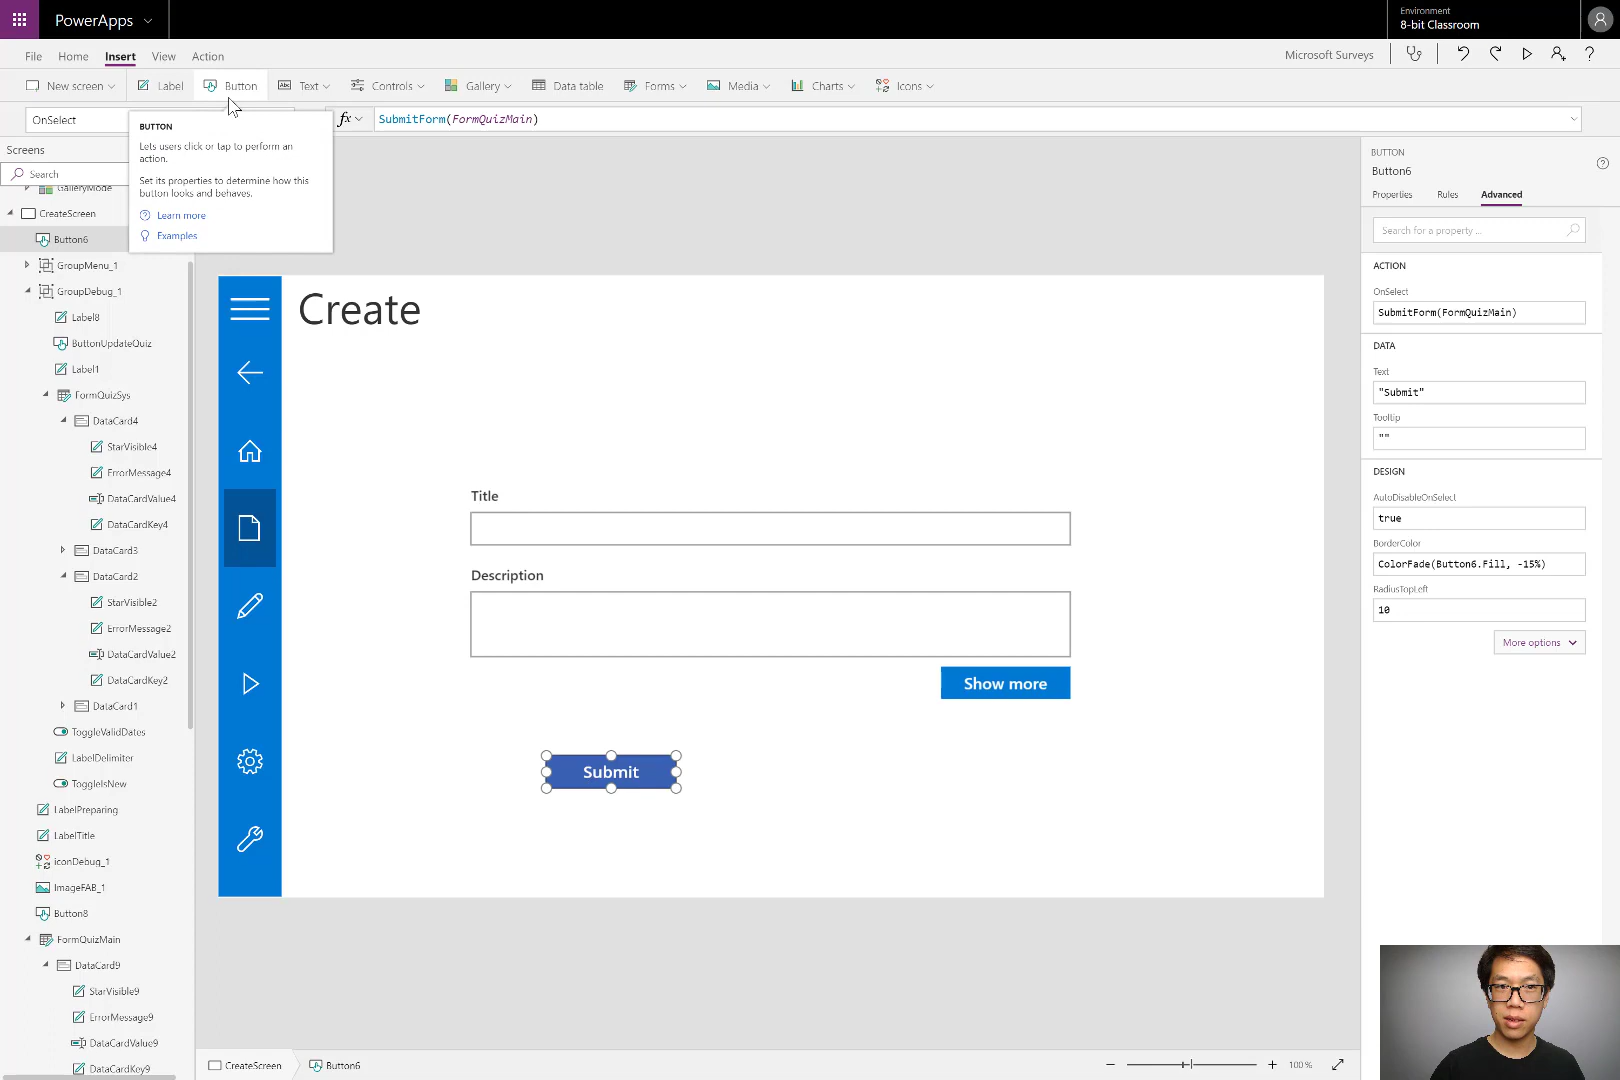 PowerApps
Environment
8-bit Classroom
File Home Insert View Action
Microsoft Surveys
New screen Label Button Text Controls Gallery Data table Forms Media Charts Icons
OnSelect
fx
SubmitForm(FormQuizMain)
BUTTON
Lets users click or tap to perform an
action.
Set its properties to determine how this
button looks and behaves.
Learn more
Examples
Screens
Search
GalleryMode
CreateScreen
Button6
GroupMenu_1
GroupDebug_1
Label8
ButtonUpdateQuiz
Label1
FormQuizSys
DataCard4
StarVisible4
ErrorMessage4
DataCardValue4
DataCardKey4
DataCard3
DataCard2
StarVisible2
ErrorMessage2
DataCardValue2
DataCardKey2
DataCard1
ToggleValidDates
LabelDelimiter
ToggleIsNew
LabelPreparing
LabelTitle
iconDebug_1
ImageFAB_1
Button8
FormQuizMain
DataCard9
StarVisible9
ErrorMessage9
DataCardValue9
DataCardKey9
Create
Title
Description
Show more
Submit
BUTTON
Button6
Properties Rules Advanced
Search for a property ...
ACTION
OnSelect
SubmitForm(FormQuizMain)
DATA
Text
"Submit"
Tooltip
""
DESIGN
AutoDisableOnSelect
true
BorderColor
ColorFade(Button6.Fill, -15%)
RadiusTopLeft
10
More options
CreateScreen Button6
100 %